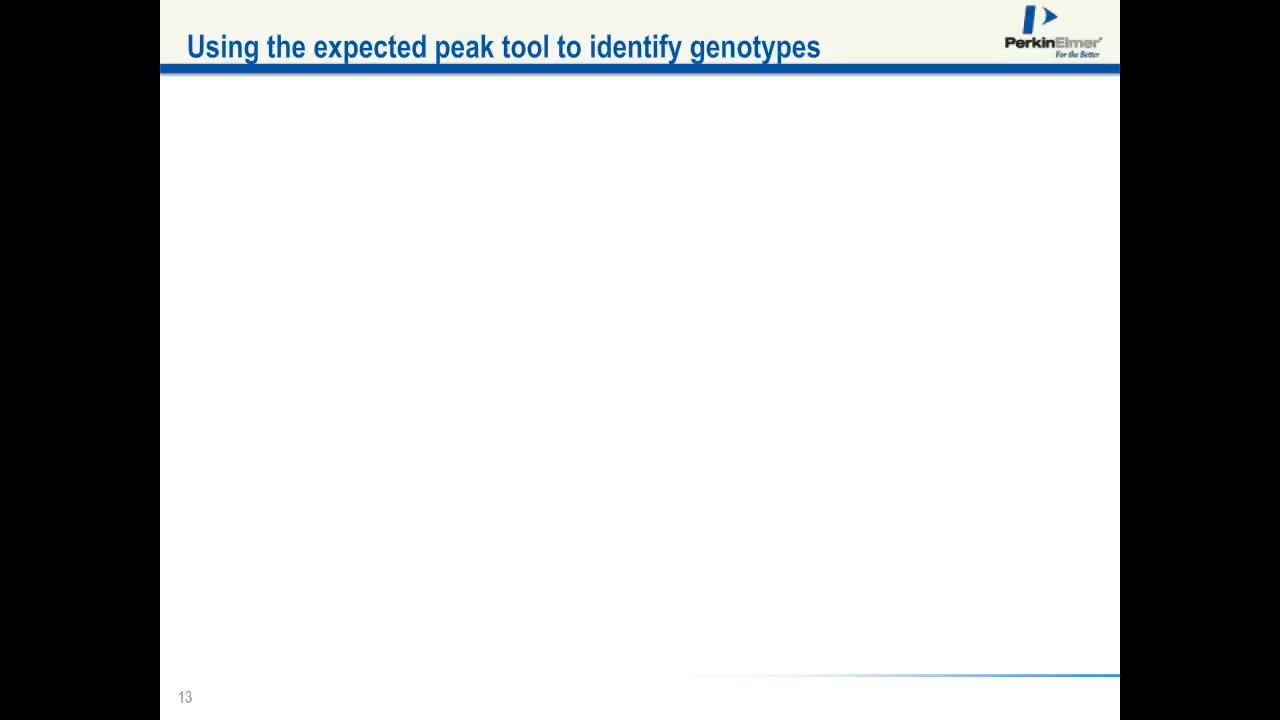 Using the expected peak tool to identify genotypes
PerkinElmer
For the Better
13